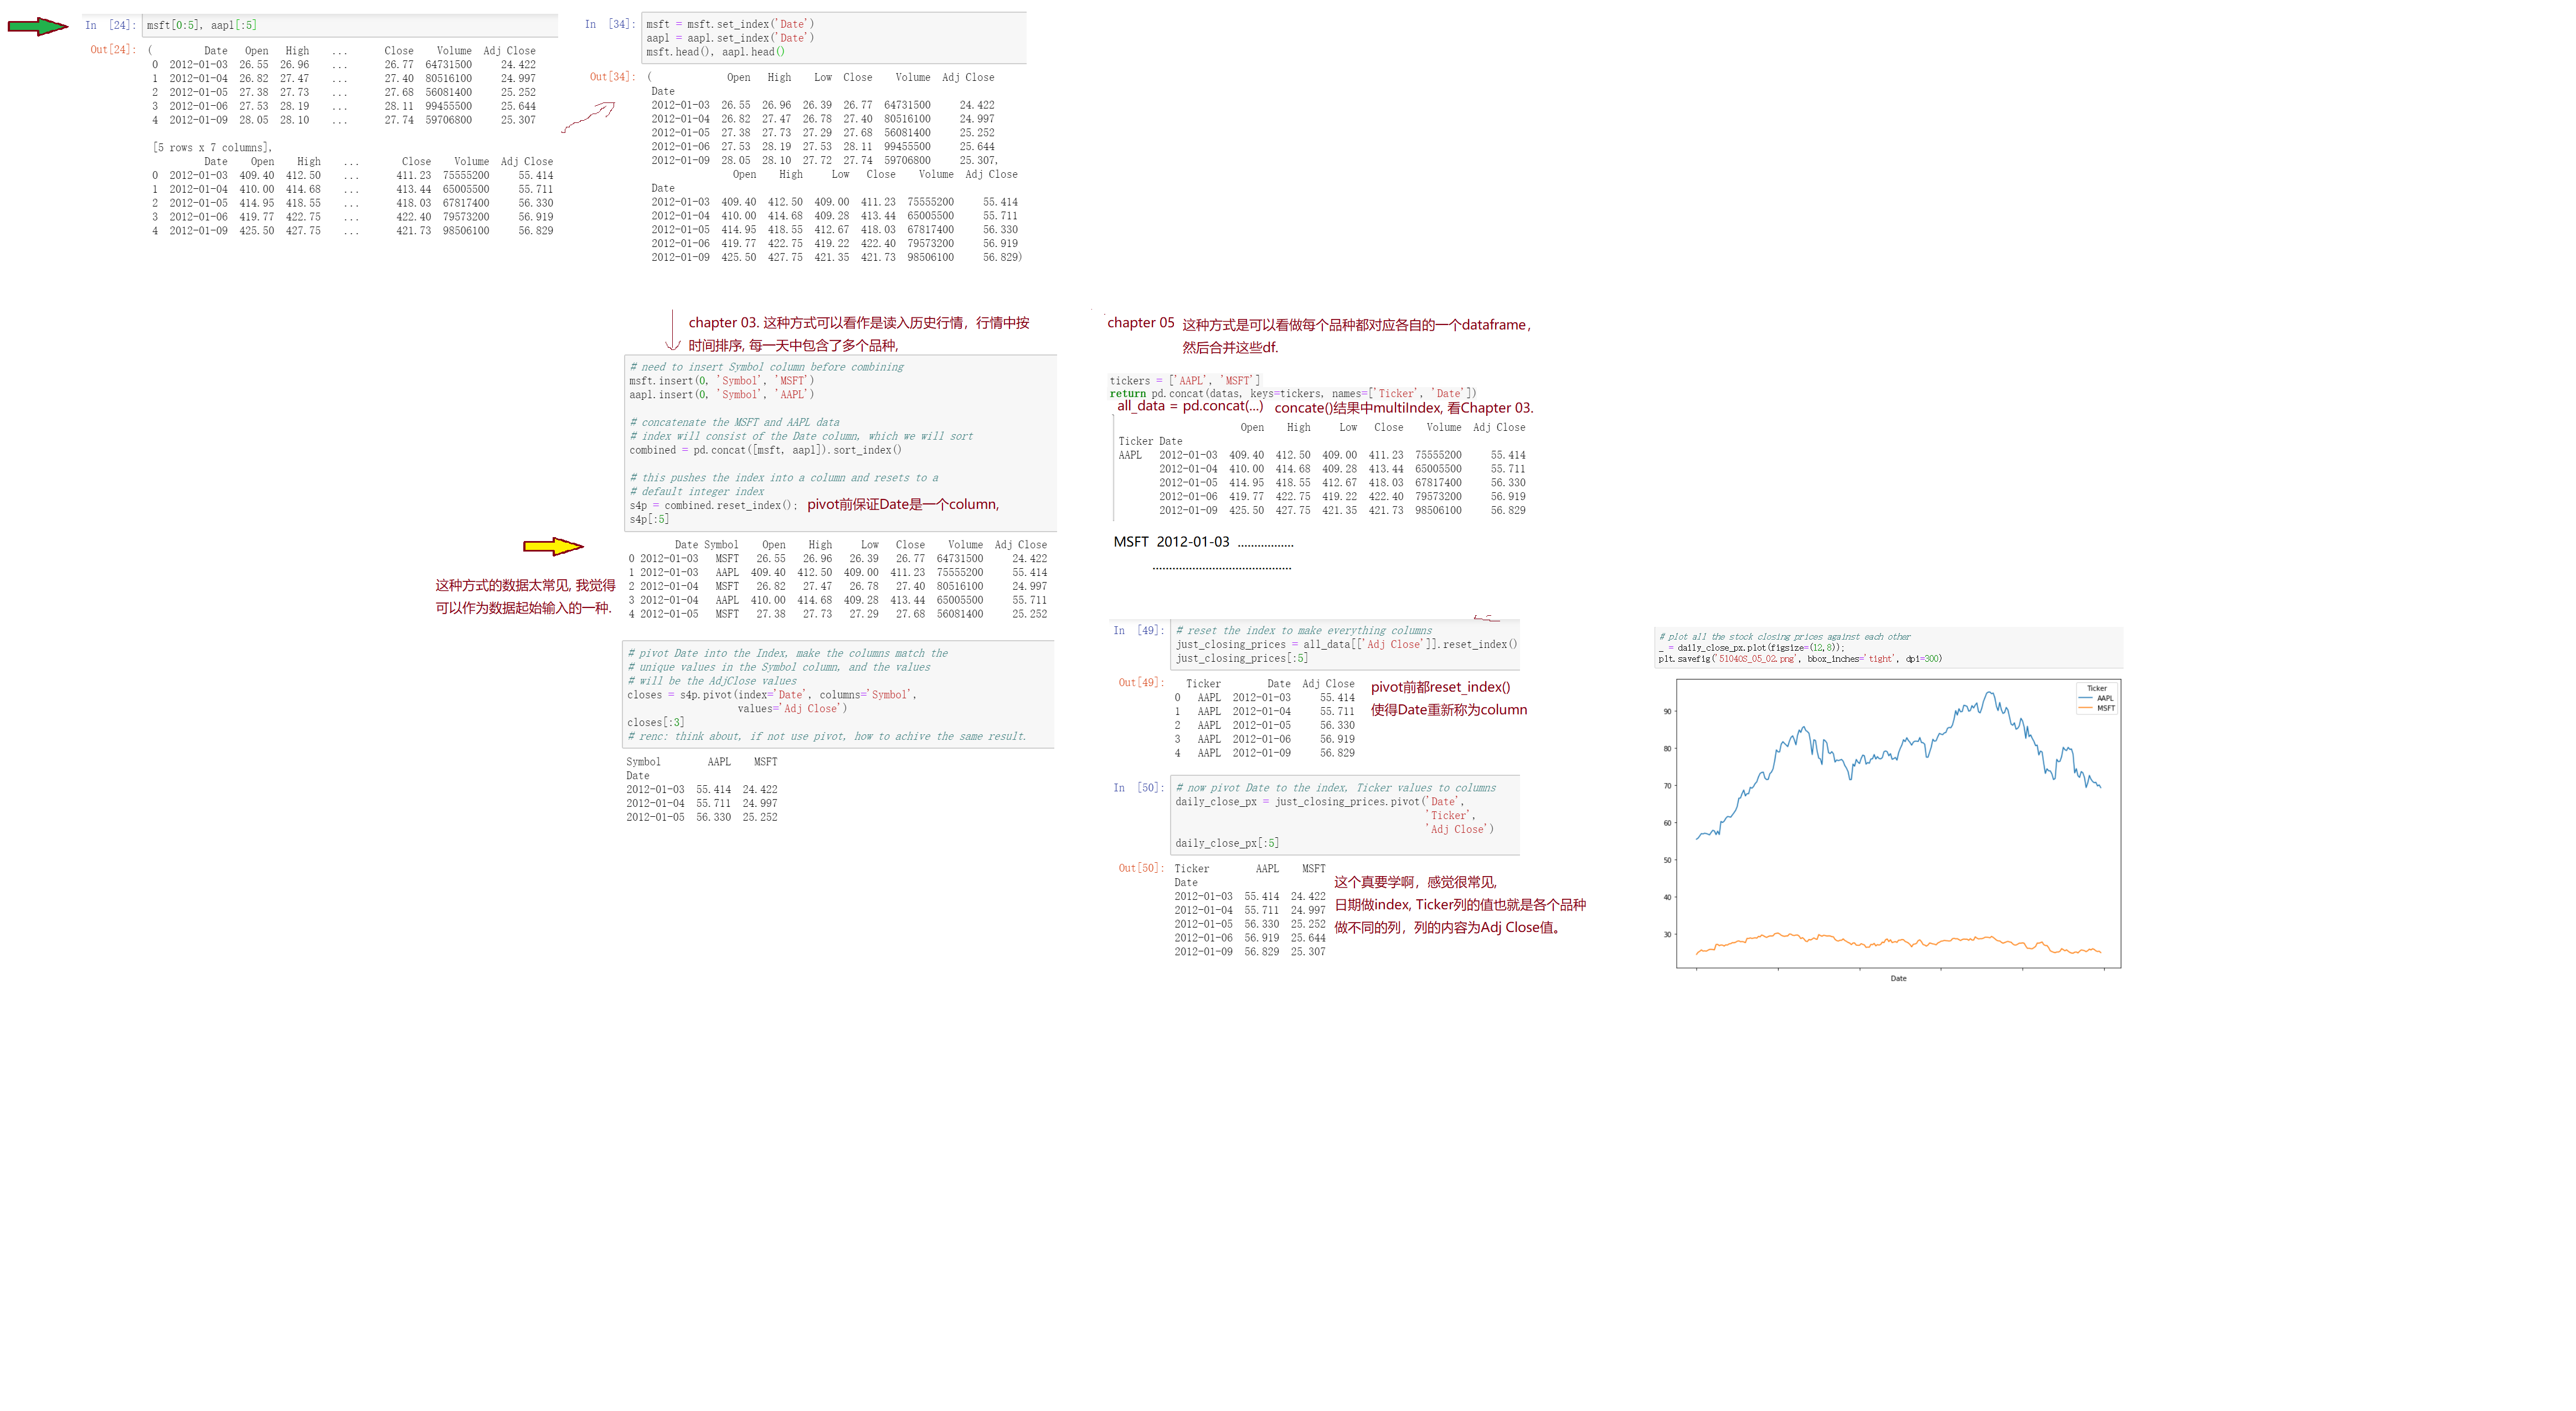 In [24]: msft[0:5], aapl[:5]
Out[24]: (         Date   Open   High    ...      Close    Volume  Adj Close
0  2012-01-03  26.55  26.96    ...      26.77  64731500     24.422
1  2012-01-04  26.82  27.47    ...      27.40  80516100     24.997
2  2012-01-05  27.38  27.73    ...      27.68  56081400     25.252
3  2012-01-06  27.53  28.19    ...      28.11  99455500     25.644
4  2012-01-09  28.05  28.10    ...      27.74  59706800     25.307
[5 rows x 7 columns],
Date    Open    High    ...       Close    Volume  Adj Close
0  2012-01-03  409.40  412.50    ...      411.23  75555200     55.414
1  2012-01-04  410.00  414.68    ...      413.44  65005500     55.711
2  2012-01-05  414.95  418.55    ...      418.03  67817400     56.330
3  2012-01-06  419.77  422.75    ...      422.40  79573200     56.919
4  2012-01-09  425.50  427.75    ...      421.73  98506100     56.829
In [34]: msft = msft.set_index('Date')
aapl = aapl.set_index('Date')
msft.head(), aapl.head()
Out[34]: (             Open   High    Low  Close    Volume  Adj Close
Date
2012-01-03  26.55  26.96  26.39  26.77  64731500     24.422
2012-01-04  26.82  27.47  26.78  27.40  80516100     24.997
2012-01-05  27.38  27.73  27.29  27.68  56081400     25.252
2012-01-06  27.53  28.19  27.53  28.11  99455500     25.644
2012-01-09  28.05  28.10  27.72  27.74  59706800     25.307,
Open    High     Low   Close    Volume  Adj Close
Date
2012-01-03  409.40  412.50  409.00  411.23  75555200     55.414
2012-01-04  410.00  414.68  409.28  413.44  65005500     55.711
2012-01-05  414.95  418.55  412.67  418.03  67817400     56.330
2012-01-06  419.77  422.75  419.22  422.40  79573200     56.919
2012-01-09  425.50  427.75  421.35  421.73  98506100     56.829)
chapter 03. 这种方式可以看作是读入历史行情，行情中按
时间排序, 每一天中包含了多个品种,
# need to insert Symbol column before combining
msft.insert(0, 'Symbol', 'MSFT')
aapl.insert(0, 'Symbol', 'AAPL')
# concatenate the MSFT and AAPL data
# index will consist of the Date column, which we will sort
combined = pd.concat([msft, aapl]).sort_index()
# this pushes the index into a column and resets to a
# default integer index
s4p = combined.reset_index(); pivot前保证Date是一个column,
s4p[:5]
Date Symbol    Open    High     Low   Close    Volume  Adj Close
0 2012-01-03   MSFT   26.55   26.96   26.39   26.77  64731500     24.422
1 2012-01-03   AAPL  409.40  412.50  409.00  411.23  75555200     55.414
2 2012-01-04   MSFT   26.82   27.47   26.78   27.40  80516100     24.997
3 2012-01-04   AAPL  410.00  414.68  409.28  413.44  65005500     55.711
4 2012-01-05   MSFT   27.38   27.73   27.29   27.68  56081400     25.252
这种方式的数据太常见, 我觉得
可以作为数据起始输入的一种.
# pivot Date into the Index, make the columns match the
# unique values in the Symbol column, and the values
# will be the AdjClose values
closes = s4p.pivot(index='Date', columns='Symbol',
values='Adj Close')
closes[:3]
# renc: think about, if not use pivot, how to achive the same result.
Symbol        AAPL    MSFT
Date
2012-01-03  55.414  24.422
2012-01-04  55.711  24.997
2012-01-05  56.330  25.252
chapter 05 这种方式是可以看做每个品种都对应各自的一个dataframe，
然后合并这些df.
tickers = ['AAPL', 'MSFT']
return pd.concat(datas, keys=tickers, names=['Ticker', 'Date'])
all_data = pd.concat(...) concate()结果中multiIndex, 看Chapter 03.
Open    High     Low   Close    Volume  Adj Close
Ticker Date
AAPL   2012-01-03  409.40  412.50  409.00  411.23  75555200     55.414
2012-01-04  410.00  414.68  409.28  413.44  65005500     55.711
2012-01-05  414.95  418.55  412.67  418.03  67817400     56.330
2012-01-06  419.77  422.75  419.22  422.40  79573200     56.919
2012-01-09  425.50  427.75  421.35  421.73  98506100     56.829
MSFT  2012-01-03  .................
..........................................
In [49]: # reset the index to make everything columns
just_closing_prices = all_data[['Adj Close']].reset_index()
just_closing_prices[:5]
Out[49]:   Ticker        Date  Adj Close
0   AAPL  2012-01-03     55.414
1   AAPL  2012-01-04     55.711
2   AAPL  2012-01-05     56.330
3   AAPL  2012-01-06     56.919
4   AAPL  2012-01-09     56.829
pivot前都reset_index()
使得Date重新称为column
In [50]: # now pivot Date to the index, Ticker values to columns
daily_close_px = just_closing_prices.pivot('Date',
'Ticker',
'Adj Close')
daily_close_px[:5]
Out[50]: Ticker        AAPL    MSFT
Date
2012-01-03  55.414  24.422
2012-01-04  55.711  24.997
2012-01-05  56.330  25.252
2012-01-06  56.919  25.644
2012-01-09  56.829  25.307
这个真要学啊，感觉很常见,
日期做index, Ticker列的值也就是各个品种
做不同的列，列的内容为Adj Close值。
# plot all the stock closing prices against each other
_ = daily_close_px.plot(figsize=(12,8));
plt.savefig('5104OS_05_02.png', bbox_inches='tight', dpi=300)
Ticker
AAPL
MSFT
90
80
70
60
50
40
30
Date